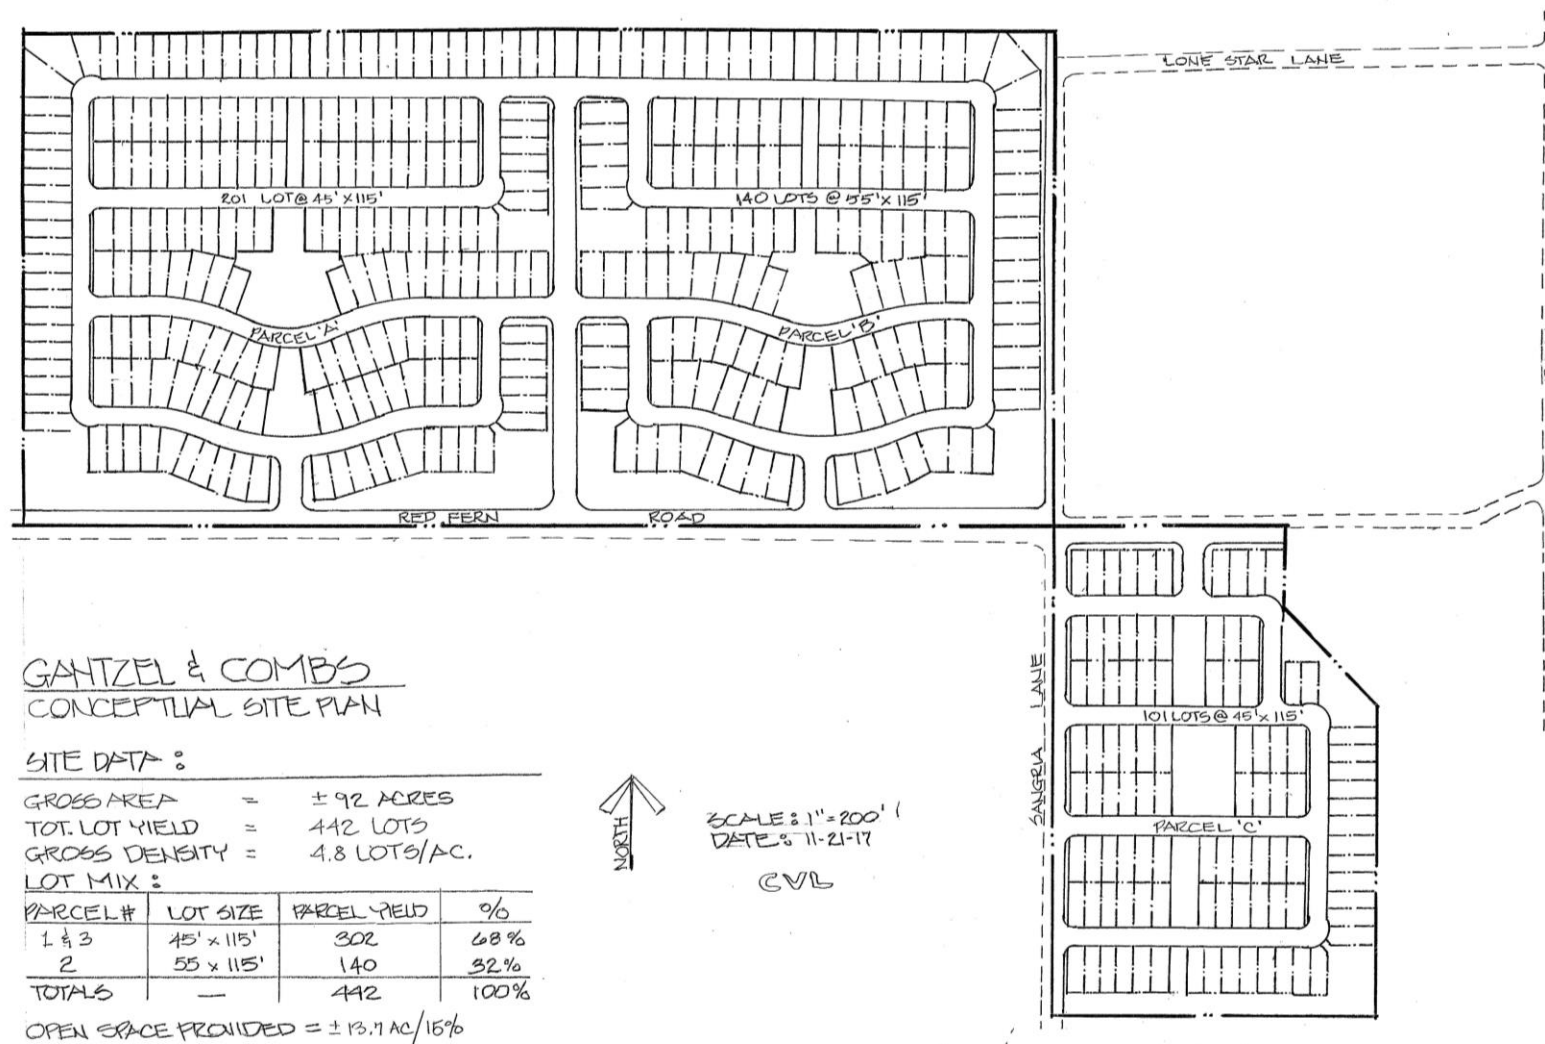 LONE STAR LANE
201 LOT@ 45' X 115'
140 LOTS @ 55' X 115'
PARCEL 'A'
PARCEL 'B'
RED FERN ROAD
SANGRIA LANE
101 LOTS @ 45' x 115'
PARCEL 'C'
GANTZEL & COMBS
CONCEPTUAL SITE PLAN
SITE DATA :
GROSS AREA = ± 92 ACRES
TOT. LOT YIELD = 442 LOTS
GROSS DENSITY = 4.8 LOTS/AC.
LOT MIX :
PARCEL# LOT SIZE PARCEL YIELD %
1 & 3 45' x 115' 302 68%
2 55 x 115' 140 32%
TOTALS — 442 100%
OPEN SPACE PROVIDED = ± 13.7 AC/15%
NORTH
SCALE : 1" = 200'
DATE : 11-21-17
CVL